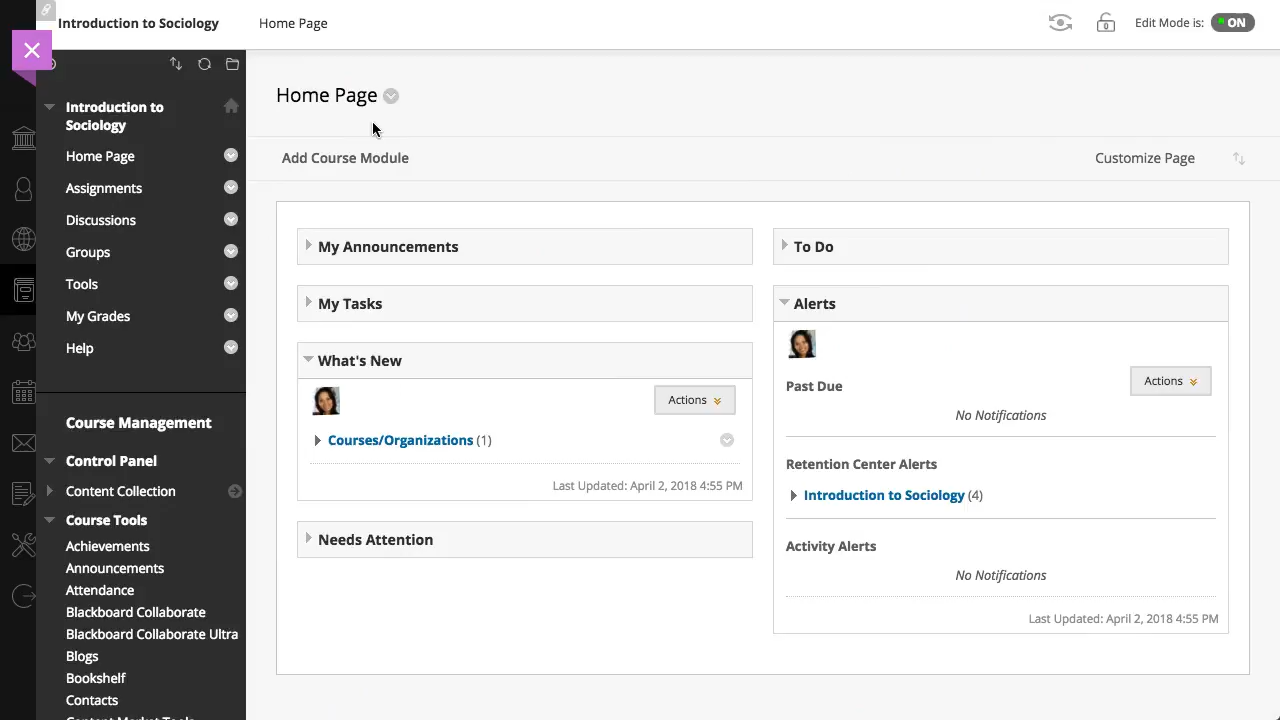 Introduction to Sociology
Home Page
Edit Mode is:
ON
Introduction to
Sociology
Home Page
Assignments
Discussions
Groups
Tools
My Grades
Help
Course Management
Control Panel
Content Collection
Course Tools
Achievements
Announcements
Attendance
Blackboard Collaborate
Blackboard Collaborate Ultra
Blogs
Bookshelf
Contacts
Content Market Tools
Home Page
Add Course Module
Customize Page
My Announcements
My Tasks
What's New
Actions
Courses/Organizations (1)
Last Updated: April 2, 2018 4:55 PM
Needs Attention
To Do
Alerts
Actions
Past Due
No Notifications
Retention Center Alerts
Introduction to Sociology (4)
Activity Alerts
No Notifications
Last Updated: April 2, 2018 4:55 PM